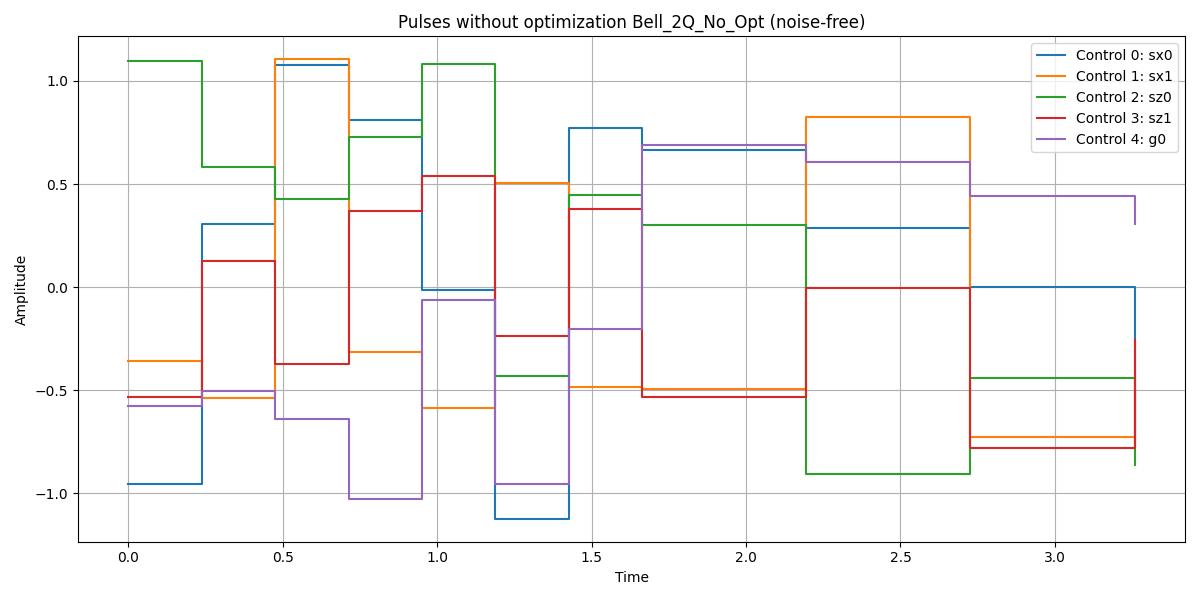 Pulses without optimization Bell_2Q_No_Opt (noise-free)
Control 0: sx0
Control 1: sx1
Control 2: sz0
Control 3: sz1
Control 4: g0
Amplitude
1.0
0.5
0.0
−0.5
−1.0
0.0 0.5 1.0 1.5 2.0 2.5 3.0
Time